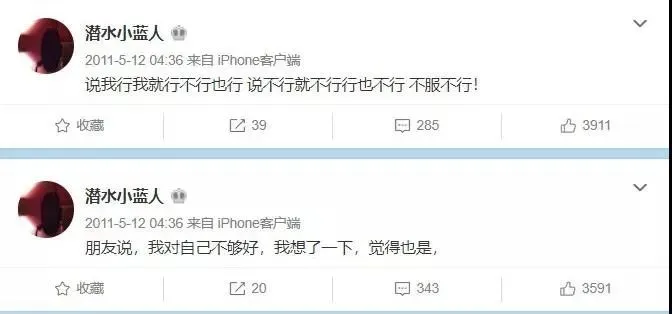 潜水小蓝人
2011-5-12 04:36 来自 iPhone客户端
说我行我就行不行也行 说不行就不行行也不行 不服不行！
收藏 39 285 3911
潜水小蓝人
2011-5-12 04:36 来自 iPhone客户端
朋友说，我对自己不够好，我想了一下，觉得也是，
收藏 20 343 3591